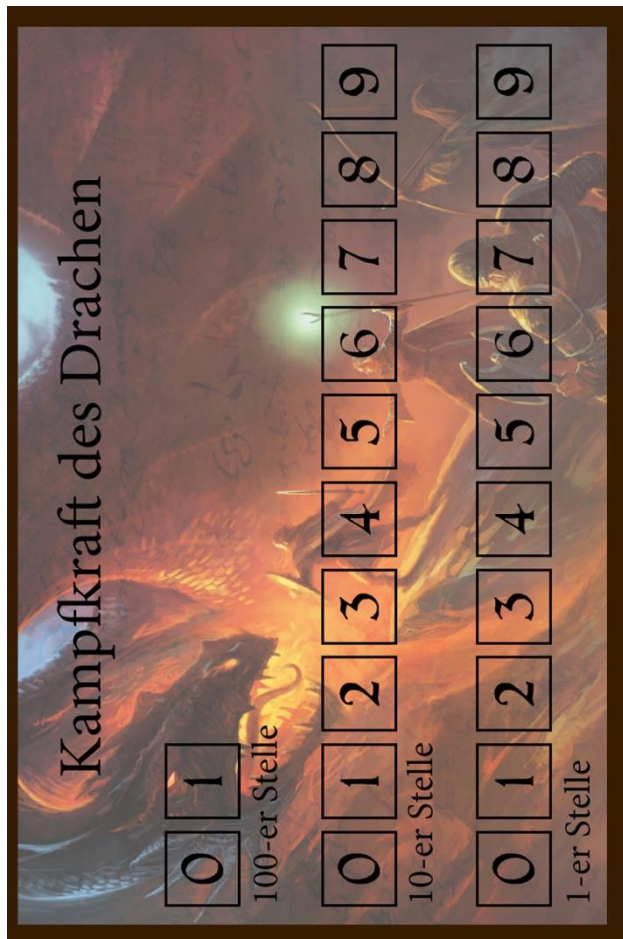 Kampfkraft des Drachen
0 1
100-er Stelle
0 1 2 3 4 5 6 7 8 9
10-er Stelle
0 1 2 3 4 5 6 7 8 9
1-er Stelle